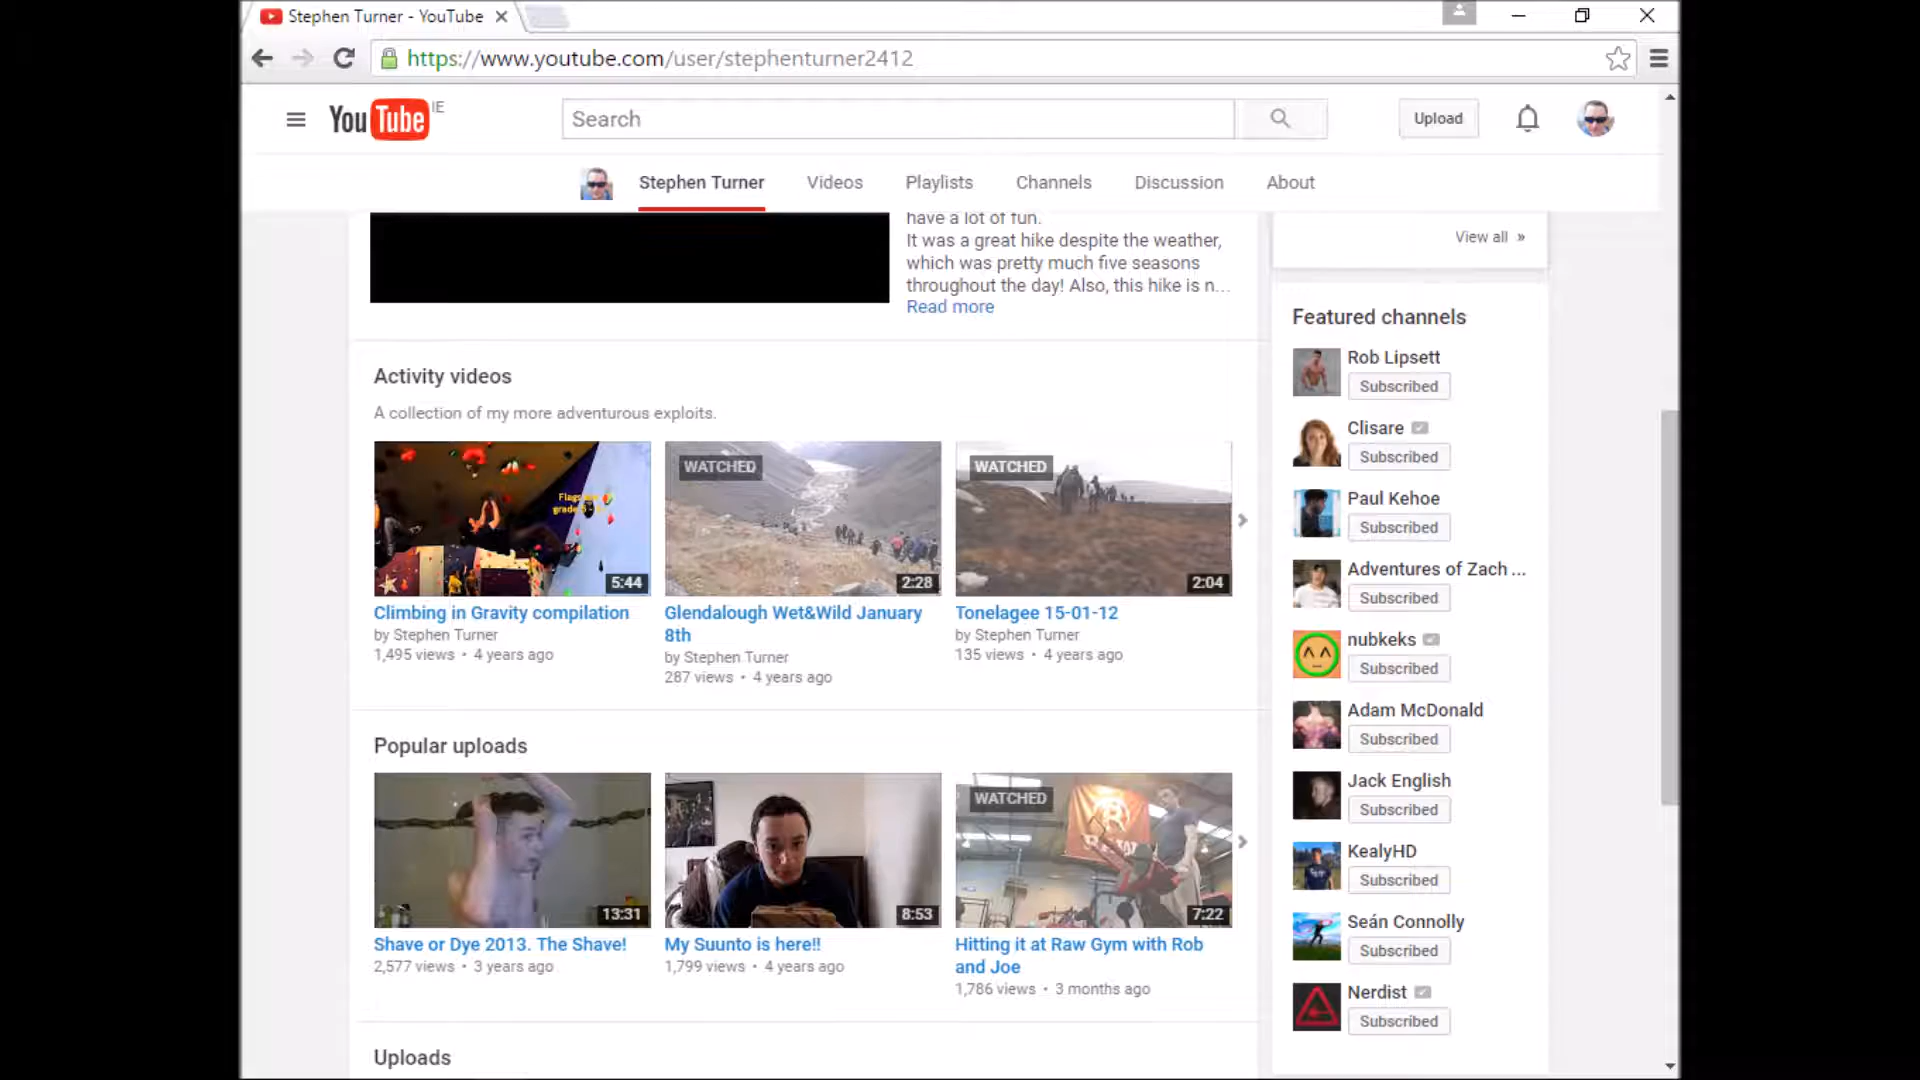 Stephen Turner - YouTube
https://www.youtube.com/user/stephenturner2412
YouTube IE
Search
Upload
Stephen Turner Videos Playlists Channels Discussion About
have a lot of fun.
It was a great hike despite the weather,
which was pretty much five seasons
throughout the day! Also, this hike is n...
Read more
View all »
Activity videos
A collection of my more adventurous exploits.
WATCHED
WATCHED
5:44
2:28
2:04
Climbing in Gravity compilation
by Stephen Turner
1,495 views • 4 years ago
Glendalough Wet&Wild January
8th
by Stephen Turner
287 views • 4 years ago
Tonelagee 15-01-12
by Stephen Turner
135 views • 4 years ago
Popular uploads
WATCHED
13:31
8:53
7:22
Shave or Dye 2013. The Shave!
2,577 views • 3 years ago
My Suunto is here!!
1,799 views • 4 years ago
Hitting it at Raw Gym with Rob
and Joe
1,786 views • 3 months ago
Uploads
Featured channels
Rob Lipsett
Subscribed
Clisare
Subscribed
Paul Kehoe
Subscribed
Adventures of Zach ...
Subscribed
nubkeks
Subscribed
Adam McDonald
Subscribed
Jack English
Subscribed
KealyHD
Subscribed
Seán Connolly
Subscribed
Nerdist
Subscribed